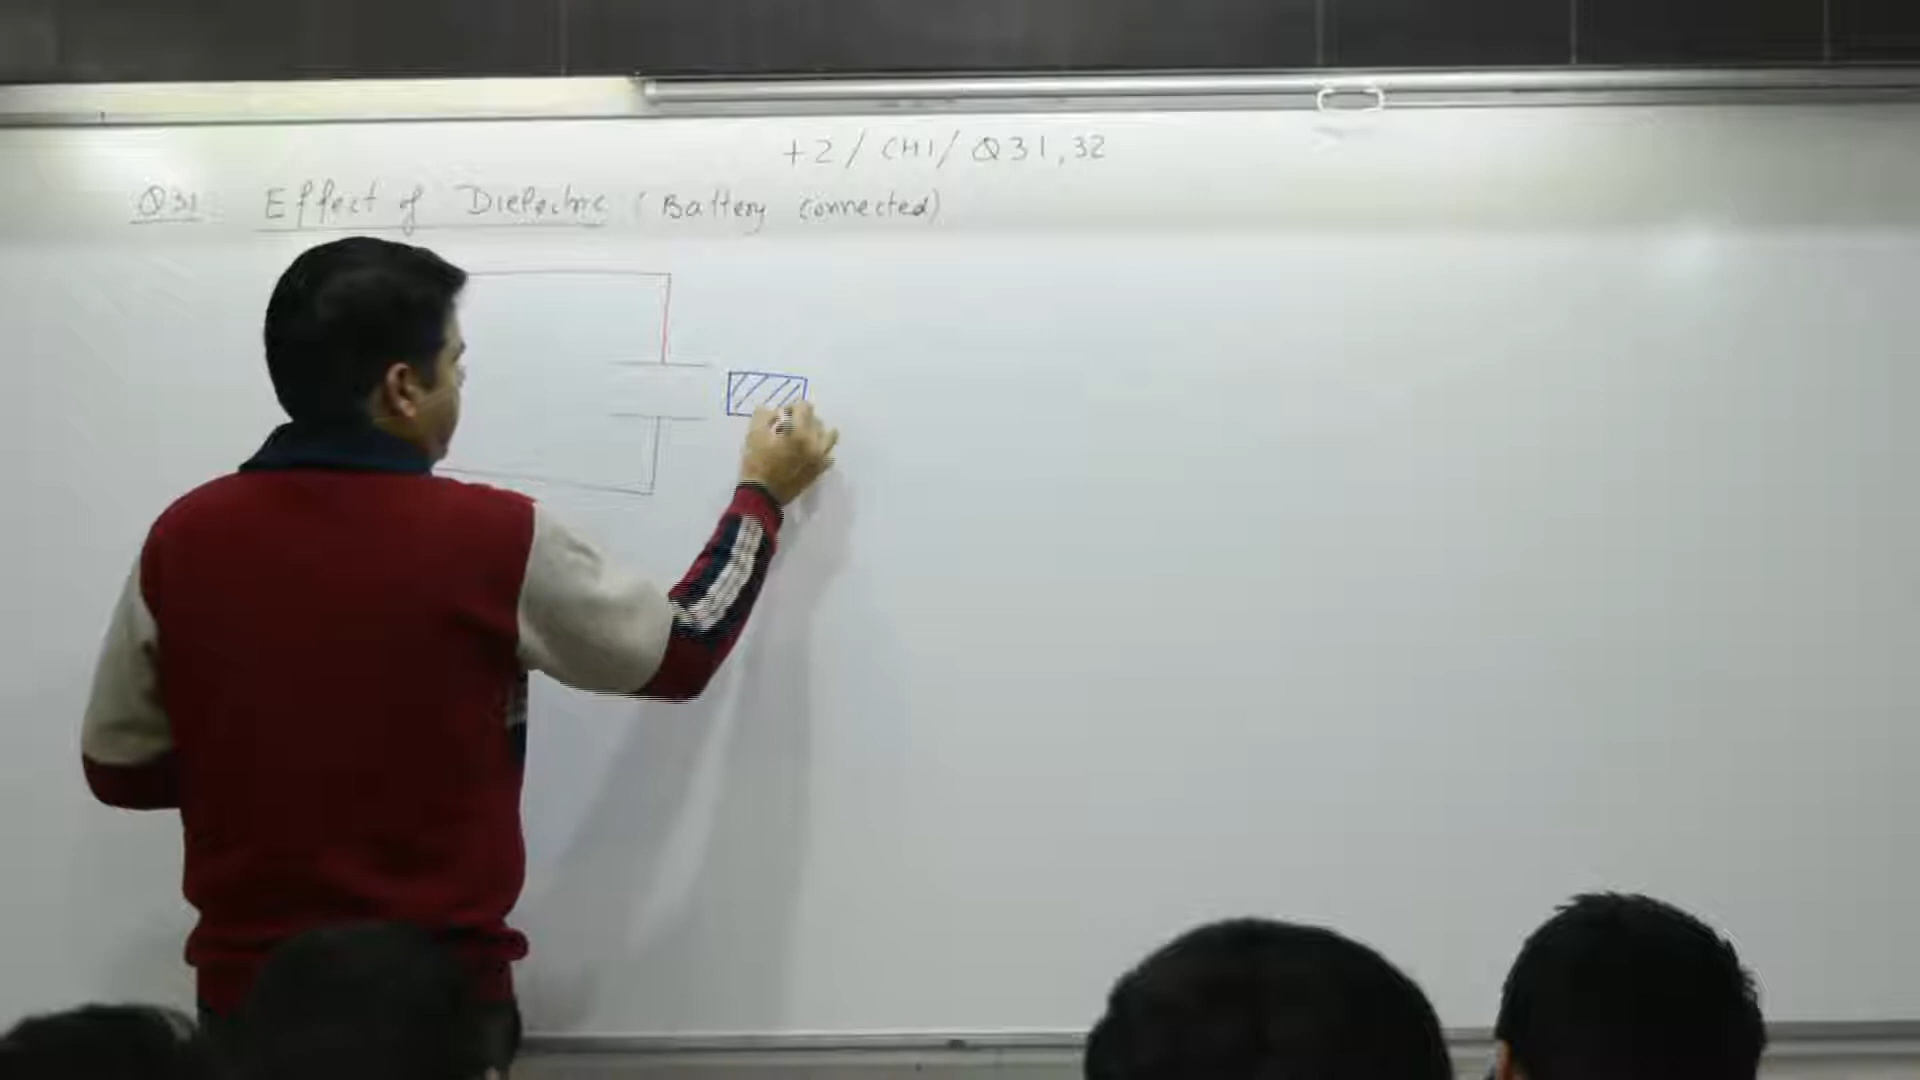 +2 / CH1 / Q31,32
Q31 Effect of Dielectric (Battery connected)